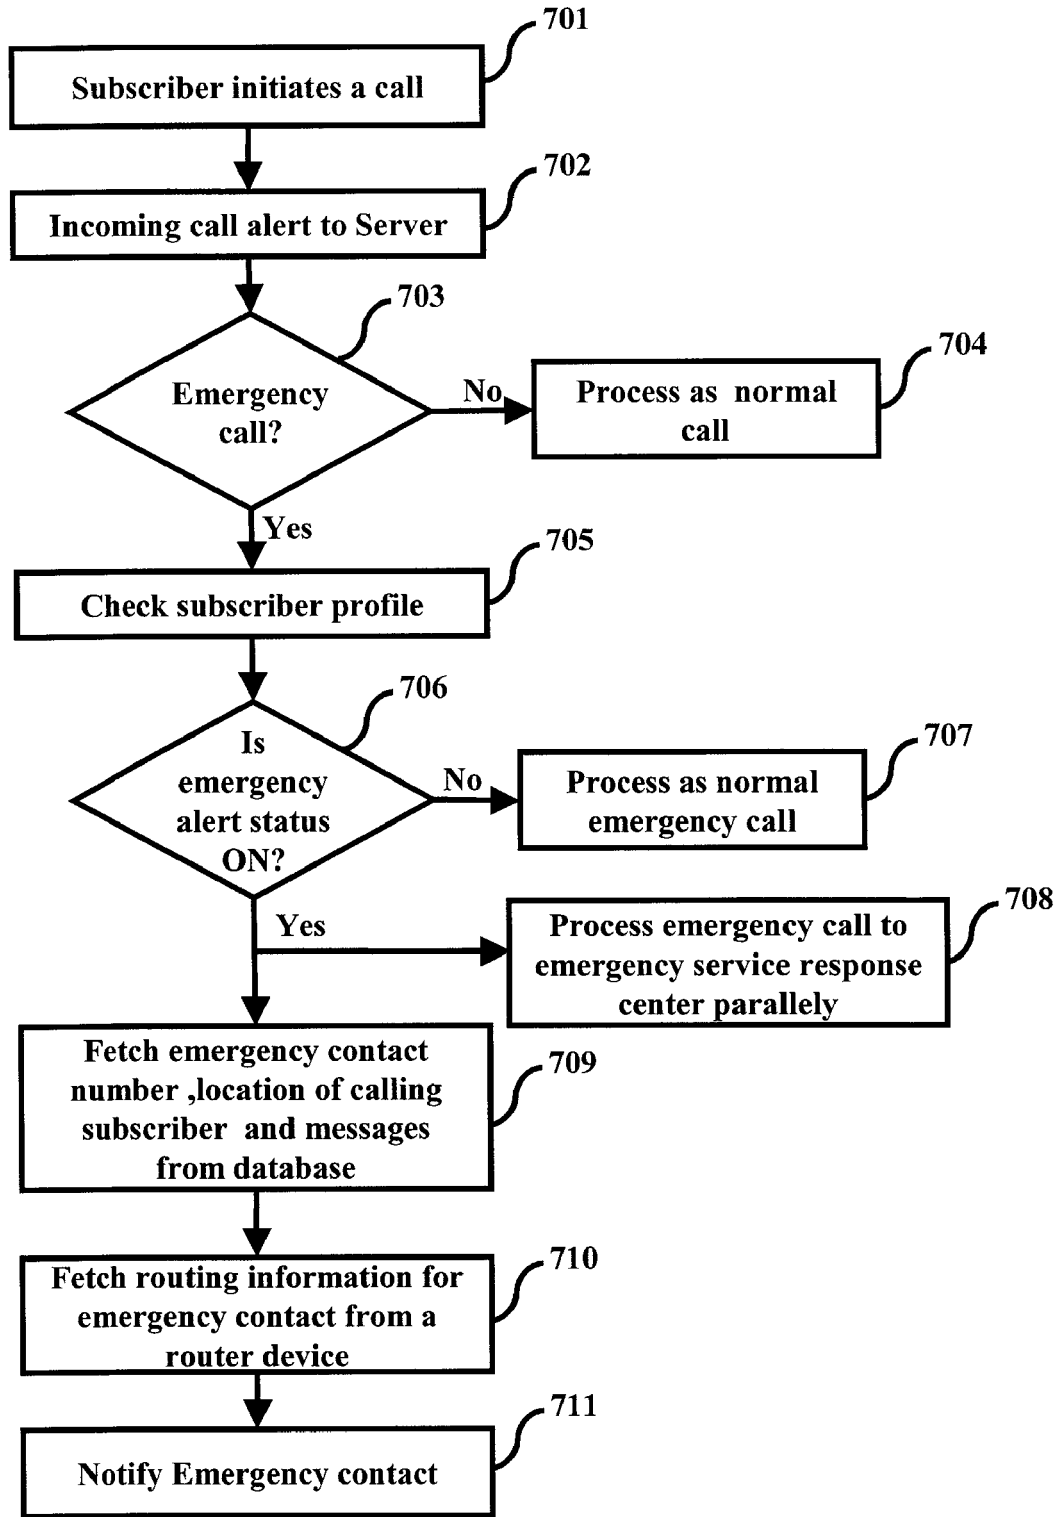 701
Subscriber initiates a call
702
Incoming call alert to Server
703
Emergency
call?
No
704
Process as normal
call
Yes
705
Check subscriber profile
706
Is
emergency
alert status
ON?
No
707
Process as normal
emergency call
Yes
708
Process emergency call to
emergency service response
center parallely
709
Fetch emergency contact
number ,location of calling
subscriber and messages
from database
710
Fetch routing information for
emergency contact from a
router device
711
Notify Emergency contact